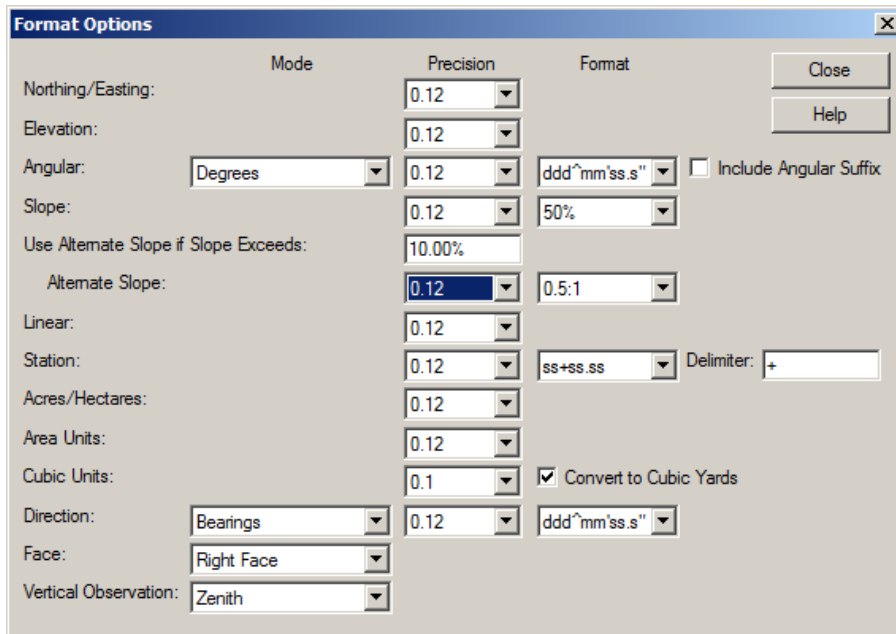 Format Options
Mode Precision Format
Close
Northing/Easting: 0.12
Help
Elevation: 0.12
Angular: Degrees 0.12 ddd^mm'ss.s" Include Angular Suffix
Slope: 0.12 50%
Use Alternate Slope if Slope Exceeds: 10.00%
Alternate Slope: 0.12 0.5:1
Linear: 0.12
Station: 0.12 ss+ss.ss Delimiter: +
Acres/Hectares: 0.12
Area Units: 0.12
Cubic Units: 0.1 Convert to Cubic Yards
Direction: Bearings 0.12 ddd^mm'ss.s"
Face: Right Face
Vertical Observation: Zenith